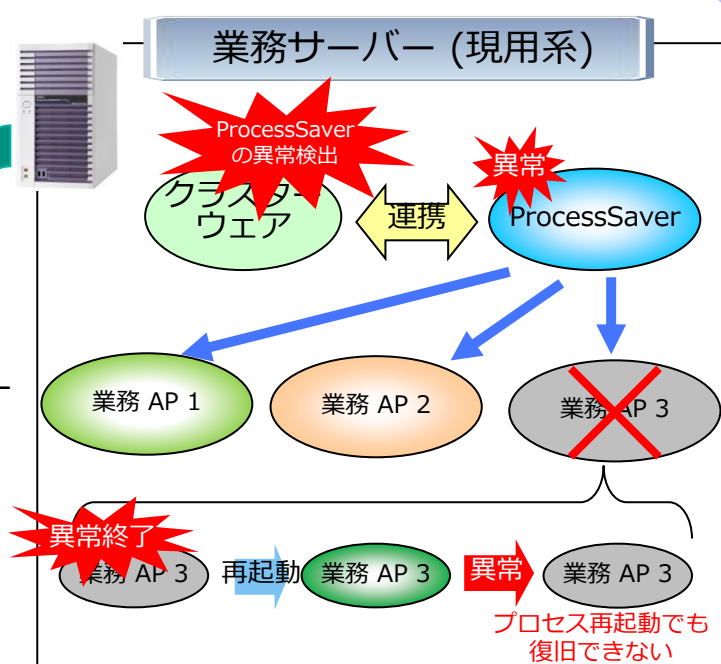 業務サーバー (現用系)
ProcessSaver
の異常検出
異常
クラスター
ウェア
連携
ProcessSaver
業務 AP 1
業務 AP 2
業務 AP 3
異常終了
業務 AP 3
再起動
業務 AP 3
異常
業務 AP 3
プロセス再起動でも
復旧できない